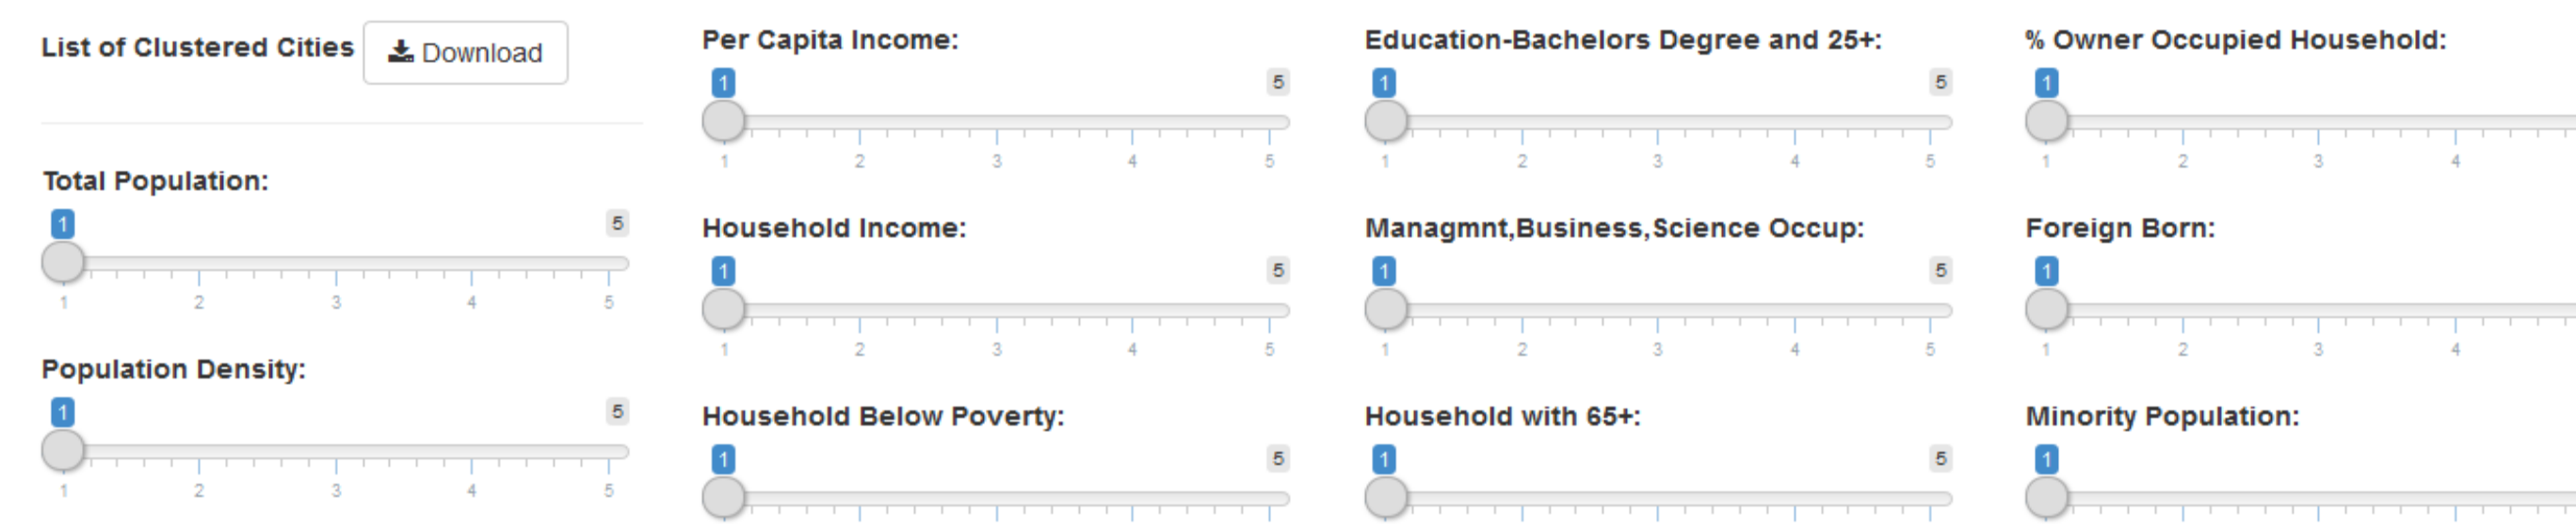 List of Clustered Cities Download
Total Population:
1 5
1 2 3 4 5
Population Density:
1 5
1 2 3 4 5
Per Capita Income:
1 5
1 2 3 4 5
Household Income:
1 5
1 2 3 4 5
Household Below Poverty:
1 5
Education-Bachelors Degree and 25+:
1 5
1 2 3 4 5
Managmnt,Business,Science Occup:
1 5
1 2 3 4 5
Household with 65+:
1 5
% Owner Occupied Household:
1
1 2 3 4
Foreign Born:
1
1 2 3 4
Minority Population:
1